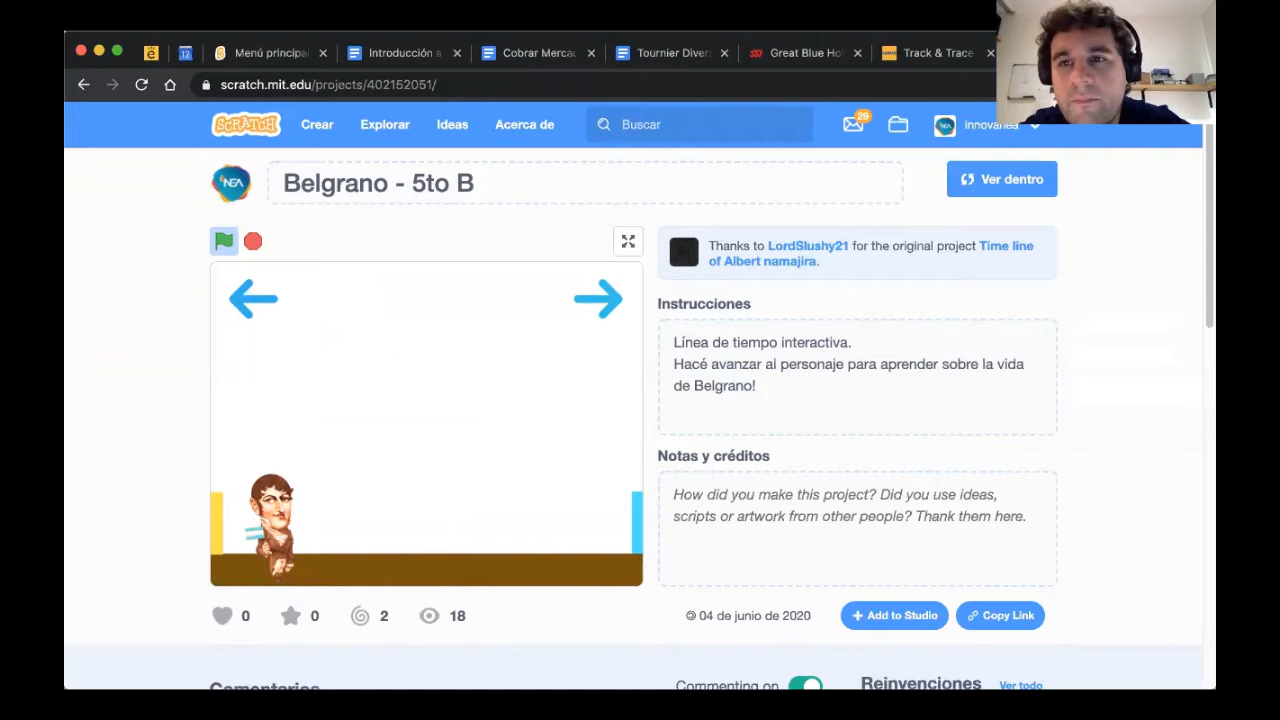 Menú principa
Introducción a
Cobrar Merca
Tournier Diver
Great Blue Ho
Track & Trace
scratch.mit.edu/projects/402152051/
SCRATCH
Crear
Explorar
Ideas
Acerca de
Buscar
29
innovanea
NEA
Belgrano - 5to B
Ver dentro
Thanks to LordSlushy21 for the original project Time line
of Albert namajira.
Instrucciones
Línea de tiempo interactiva.
Hacé avanzar al personaje para aprender sobre la vida
de Belgrano!
Notas y créditos
How did you make this project? Did you use ideas,
scripts or artwork from other people? Thank them here.
0
0
2
18
© 04 de junio de 2020
Add to Studio
Copy Link
Comentarios
Commenting on
Reinvenciones
Ver todo